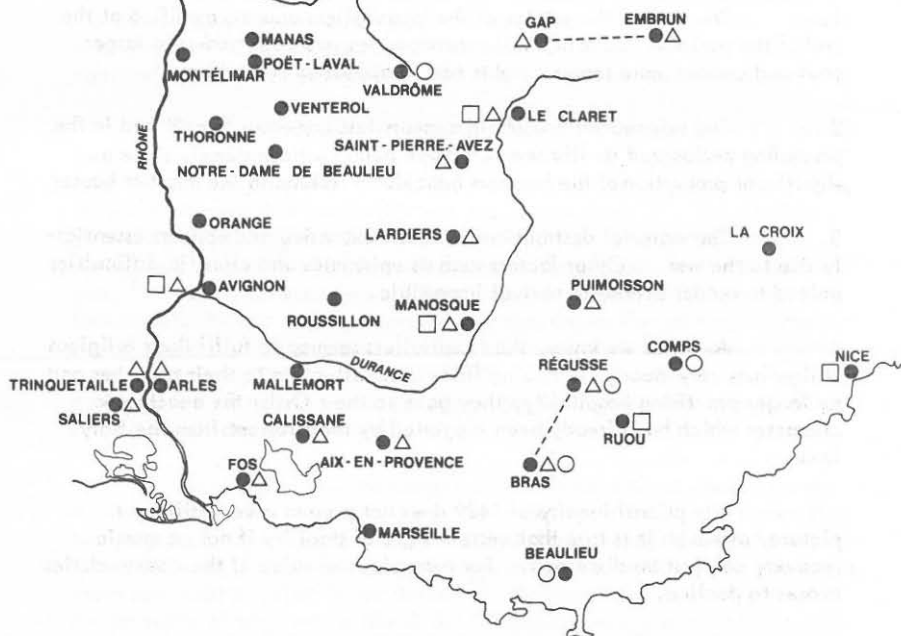 GAP
EMBRUN
MANAS
POËT-LAVAL
MONTÉLIMAR
VALDRÔME
VENTEROL
LE CLARET
THORONNE
SAINT-PIERRE-AVEZ
RHÔNE
NOTRE-DAME DE BEAULIEU
ORANGE
LARDIERS
LA CROIX
AVIGNON
PUIMOISSON
ROUSSILLON
MANOSQUE
DURANCE
COMPS
NICE
TRINQUETAILLE
ARLES
MALLEMORT
RÉGUSSE
SALIERS
CALISSANE
RUOU
AIX-EN-PROVENCE
FOS
BRAS
MARSEILLE
BEAULIEU